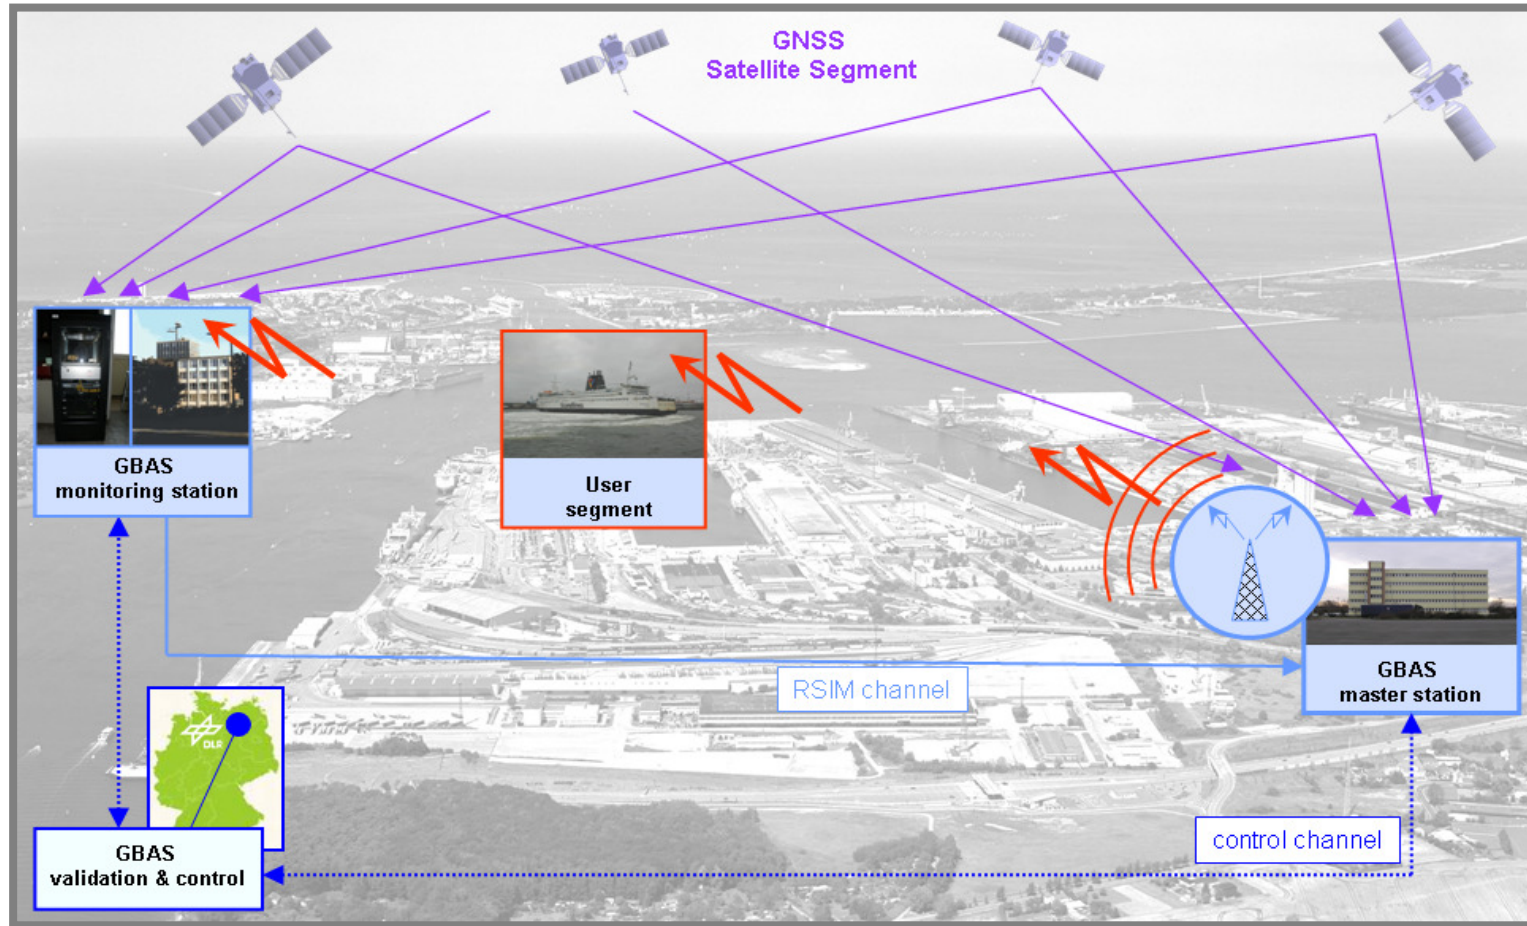 GNSS
Satellite Segment
GBAS
monitoring station
User
segment
GBAS
master station
RSIM channel
DLR
GBAS
validation & control
control channel